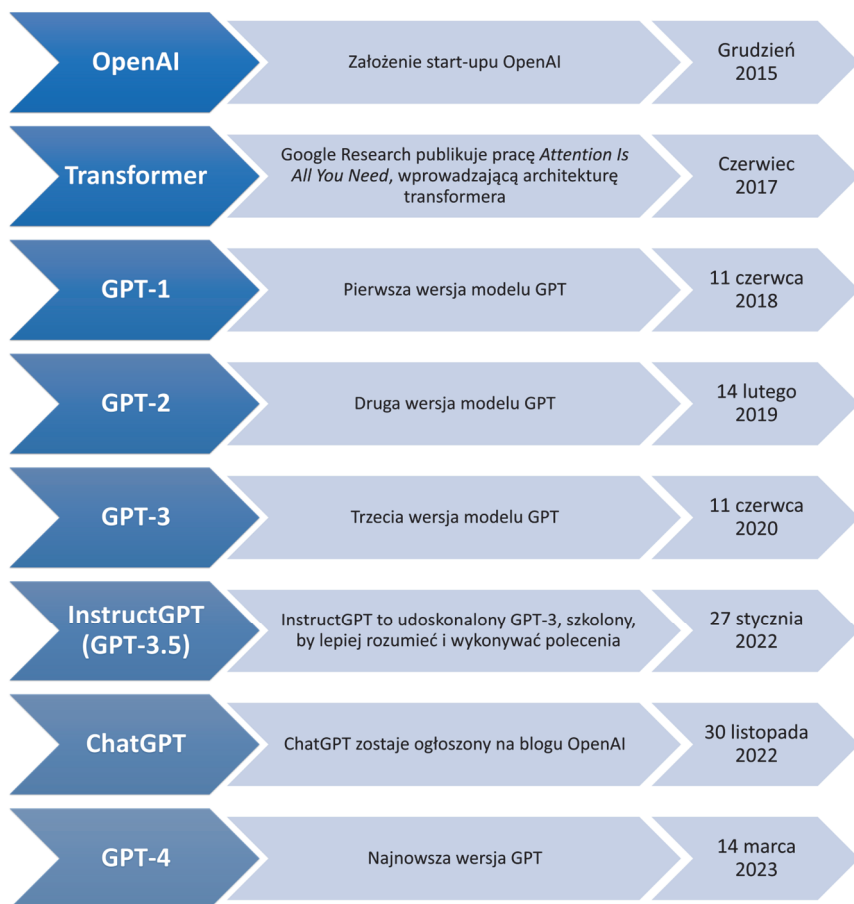 OpenAI
Założenie start-upu OpenAI
Grudzień
2015
Transformer
Google Research publikuje pracę Attention Is
All You Need, wprowadzającą architekturę
transformera
Czerwiec
2017
GPT-1
Pierwsza wersja modelu GPT
11 czerwca
2018
GPT-2
Druga wersja modelu GPT
14 lutego
2019
GPT-3
Trzecia wersja modelu GPT
11 czerwca
2020
InstructGPT
(GPT-3.5)
InstructGPT to udoskonalony GPT-3, szkolony,
by lepiej rozumieć i wykonywać polecenia
27 stycznia
2022
ChatGPT
ChatGPT zostaje ogłoszony na blogu OpenAI
30 listopada
2022
GPT-4
Najnowsza wersja GPT
14 marca
2023